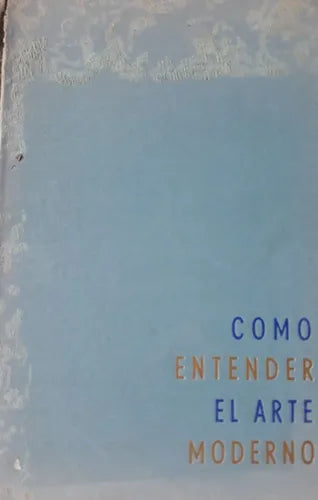 COMO
ENTENDER
EL ARTE
MODERNO